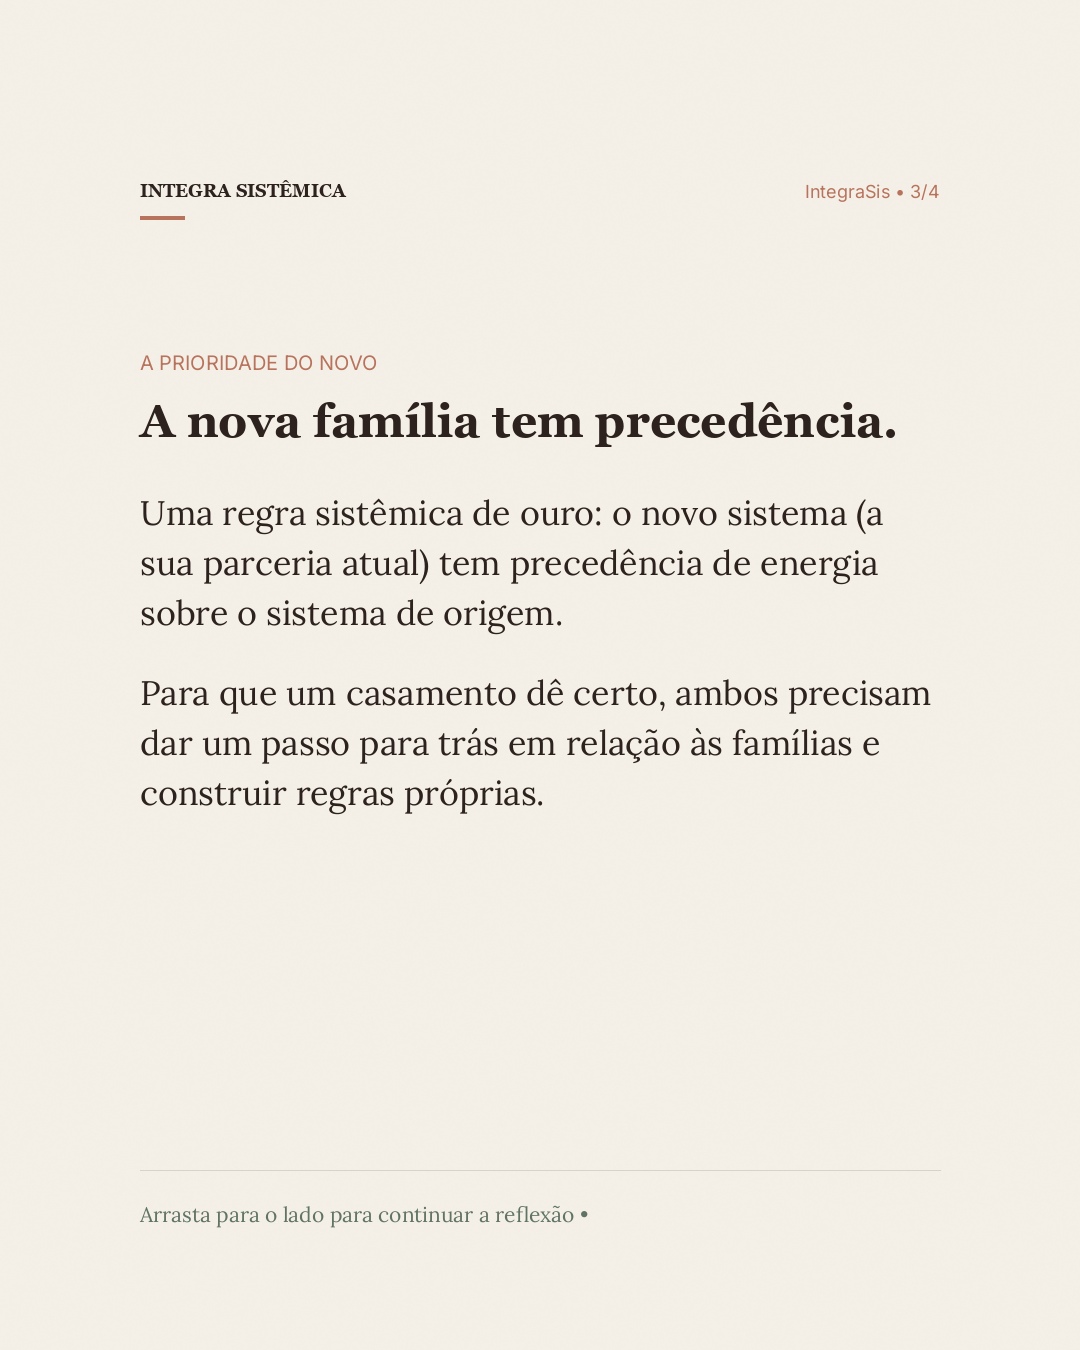 INTEGRA SISTÊMICA
IntegraSis • 3/4
A PRIORIDADE DO NOVO
A nova família tem precedência.
Uma regra sistêmica de ouro: o novo sistema (a
sua parceria atual) tem precedência de energia
sobre o sistema de origem.
Para que um casamento dê certo, ambos precisam
dar um passo para trás em relação às famílias e
construir regras próprias.
Arrasta para o lado para continuar a reflexão •